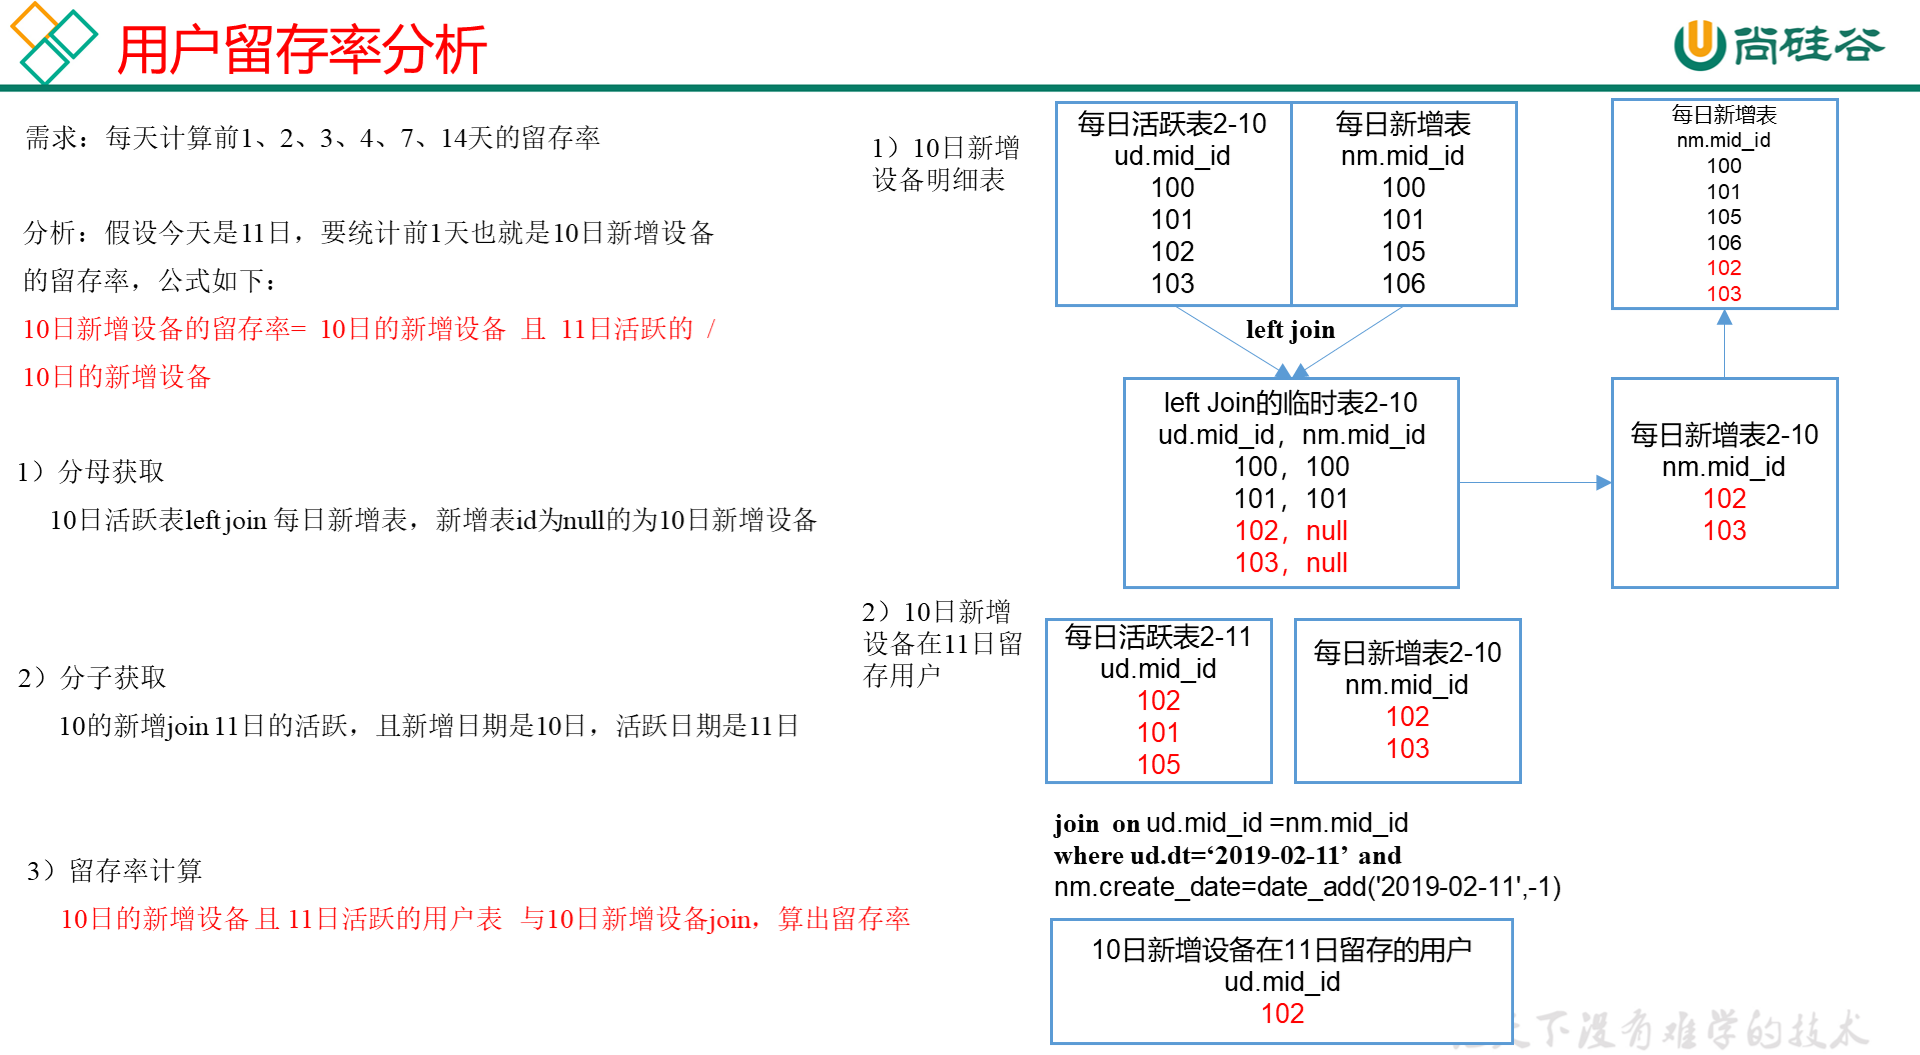 用户留存率分析
尚硅谷
需求：每天计算前1、2、3、4、7、14天的留存率
分析：假设今天是11日，要统计前1天也就是10日新增设备
的留存率，公式如下：
10日新增设备的留存率= 10日的新增设备 且 11日活跃的 /
10日的新增设备
1）分母获取
10日活跃表left join 每日新增表，新增表id为null的为10日新增设备
2）分子获取
10的新增join 11日的活跃，且新增日期是10日，活跃日期是11日
3）留存率计算
10日的新增设备 且 11日活跃的用户表 与10日新增设备join，算出留存率
1）10日新增
设备明细表
每日活跃表2-10
ud.mid_id
100
101
102
103
每日新增表
nm.mid_id
100
101
105
106
left join
left Join的临时表2-10
ud.mid_id，nm.mid_id
100，100
101，101
102，null
103，null
每日新增表2-10
nm.mid_id
102
103
每日新增表
nm.mid_id
100
101
105
106
102
103
2）10日新增
设备在11日留
存用户
每日活跃表2-11
ud.mid_id
102
101
105
每日新增表2-10
nm.mid_id
102
103
join on ud.mid_id =nm.mid_id
where ud.dt=‘2019-02-11’ and
nm.create_date=date_add('2019-02-11',-1)
10日新增设备在11日留存的用户
ud.mid_id
102
天下没有难学的技术